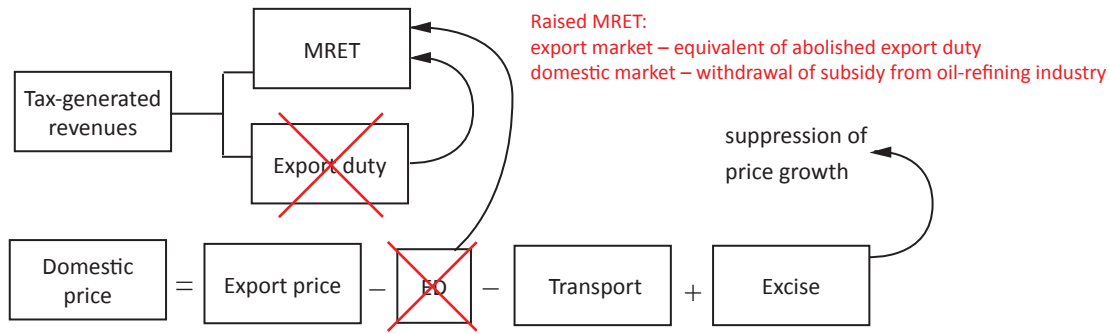 Raised MRET:
export market – equivalent of abolished export duty
domestic market – withdrawal of subsidy from oil-refining industry
MRET
Tax-generated
revenues
Export duty
suppression of
price growth
Domestic
price
=
Export price
–
ED
–
Transport
+
Excise